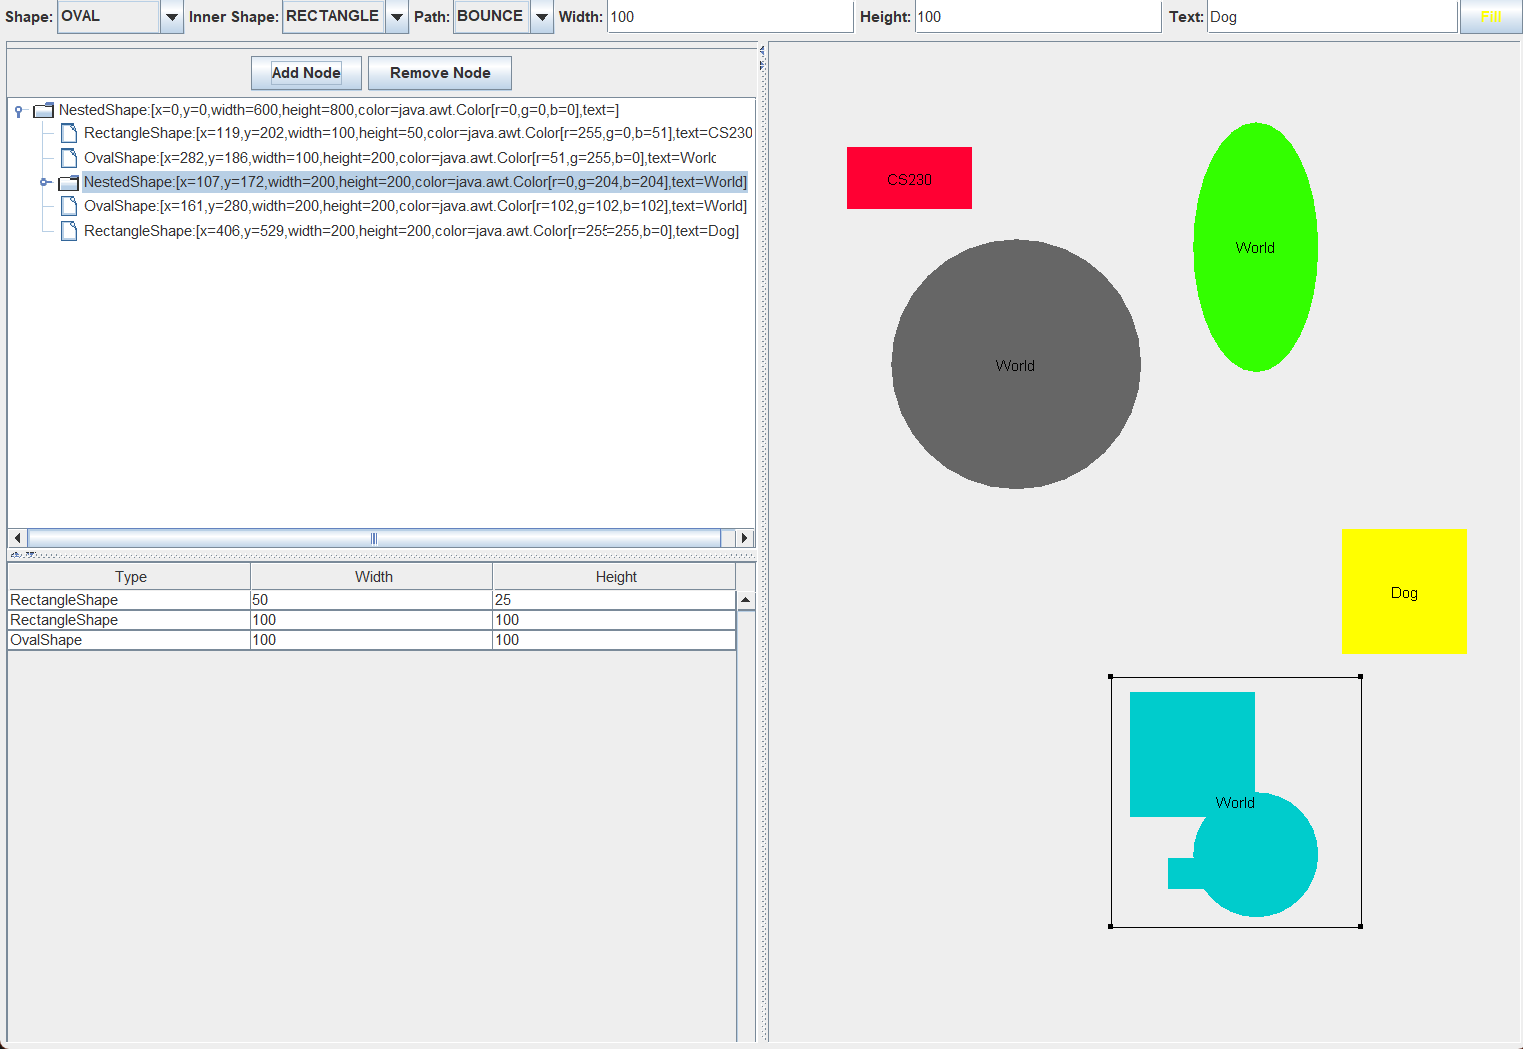 Shape: OVAL Inner Shape: RECTANGLE Path: BOUNCE Width: 100 Height: 100 Text: Dog Fill
Add Node Remove Node
NestedShape:[x=0,y=0,width=600,height=800,color=java.awt.Color[r=0,g=0,b=0],text=]
RectangleShape:[x=119,y=202,width=100,height=50,color=java.awt.Color[r=255,g=0,b=51],text=CS230
OvalShape:[x=282,y=186,width=100,height=200,color=java.awt.Color[r=51,g=255,b=0],text=World
NestedShape:[x=107,y=172,width=200,height=200,color=java.awt.Color[r=0,g=204,b=204],text=World]
OvalShape:[x=161,y=280,width=200,height=200,color=java.awt.Color[r=102,g=102,b=102],text=World]
RectangleShape:[x=406,y=529,width=200,height=200,color=java.awt.Color[r=255=255,b=0],text=Dog]
Type Width Height
RectangleShape 50 25
RectangleShape 100 100
OvalShape 100 100
CS230
World
World
Dog
World